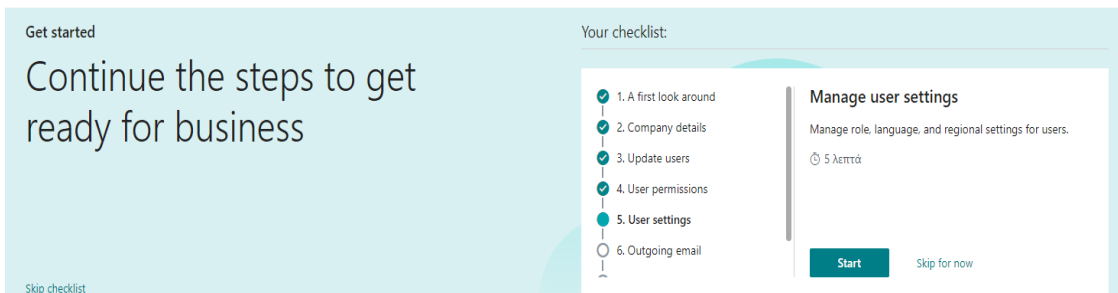 Get started
Continue the steps to get
ready for business
Skip checklist
Your checklist:
1. A first look around
2. Company details
3. Update users
4. User permissions
5. User settings
6. Outgoing email
Manage user settings
Manage role, language, and regional settings for users.
5 λεπτά
Start
Skip for now